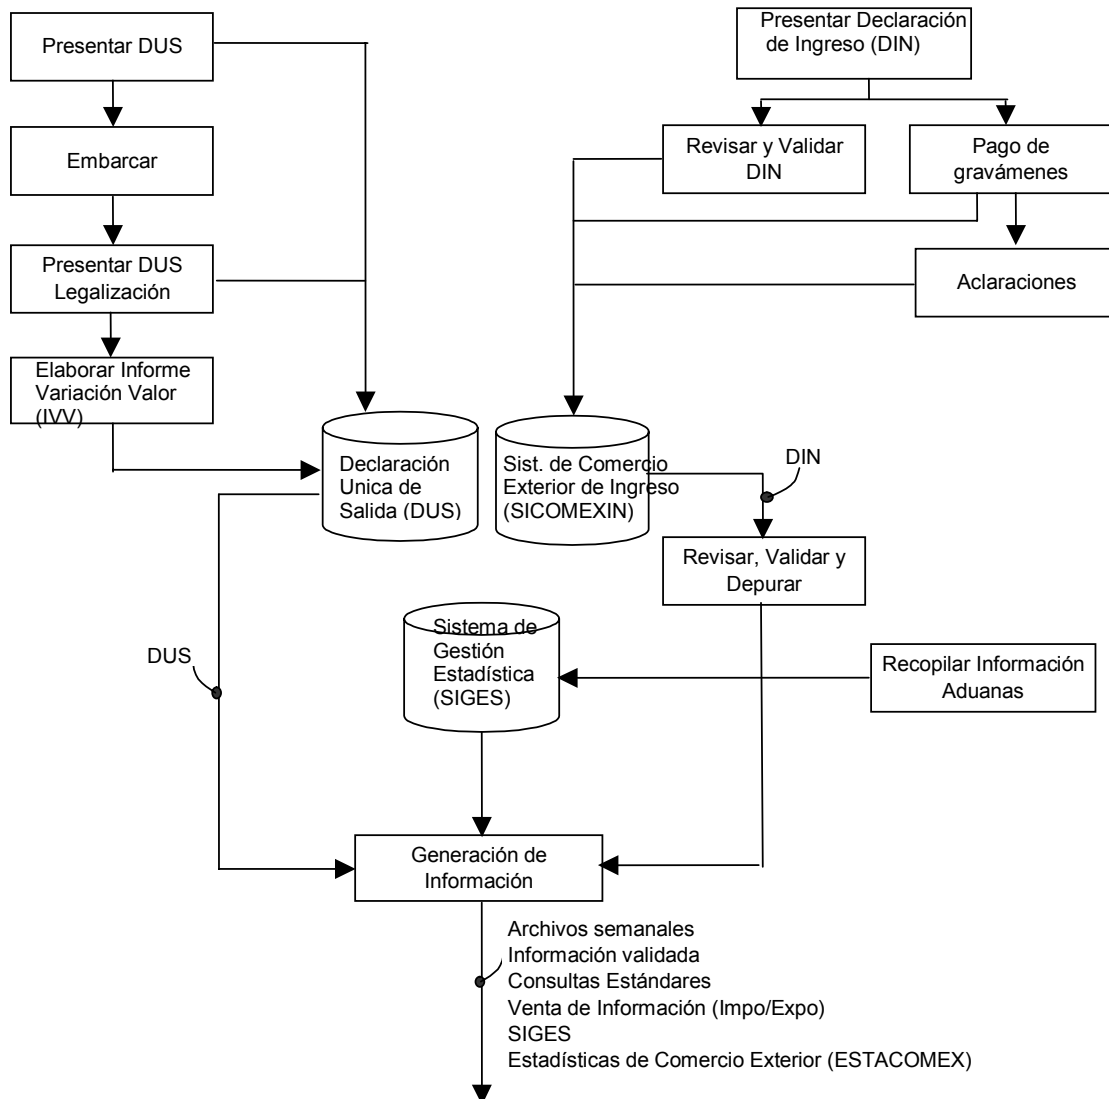 Presentar DUS
Presentar Declaración
de Ingreso (DIN)
Embarcar
Revisar y Validar
DIN
Pago de
gravámenes
Presentar DUS
Legalización
Aclaraciones
Elaborar Informe
Variación Valor
(IVV)
Declaración
Unica de
Salida (DUS)
Sist. de Comercio
Exterior de Ingreso
(SICOMEXIN)
DIN
Revisar, Validar y
Depurar
Sistema de
Gestión
Estadística
(SIGES)
DUS
Recopilar Información
Aduanas
Generación de
Información
Archivos semanales
Información validada
Consultas Estándares
Venta de Información (Impo/Expo)
SIGES
Estadísticas de Comercio Exterior (ESTACOMEX)